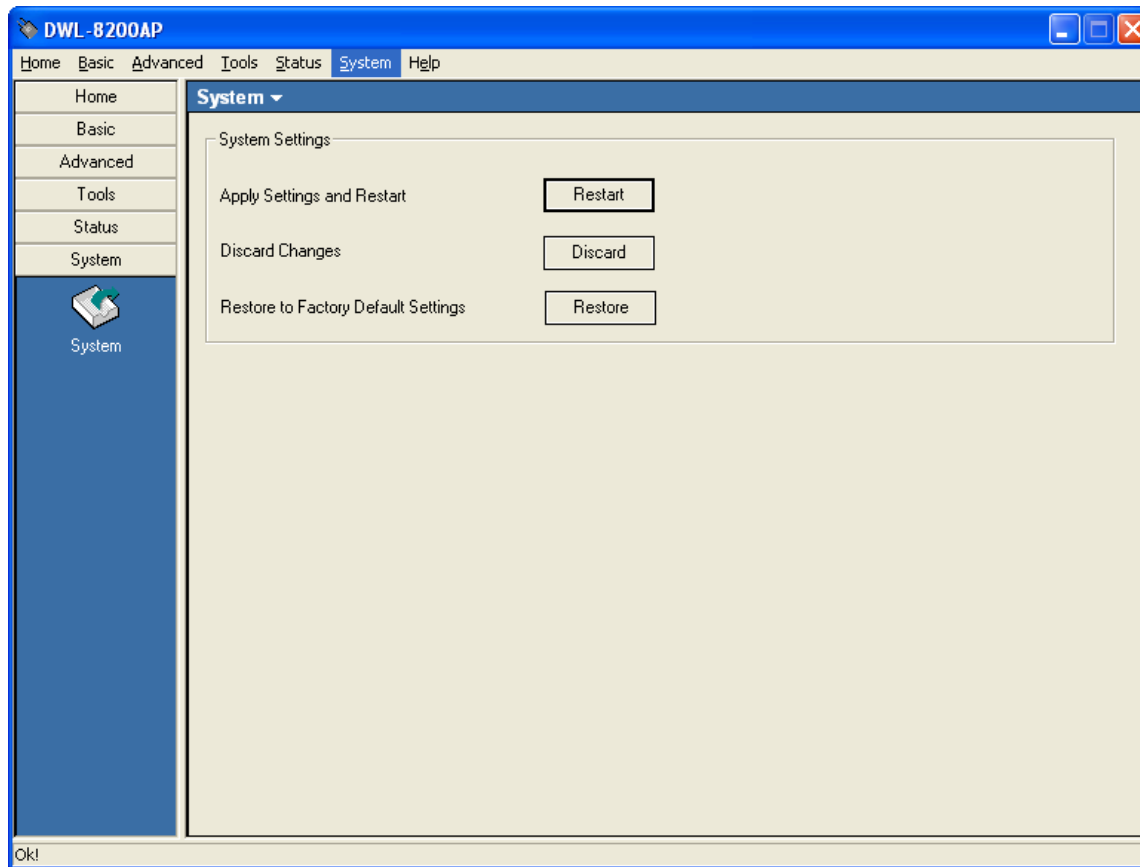 DWL-8200AP
Home Basic Advanced Tools Status System Help
Home
Basic
Advanced
Tools
Status
System
System
System
System Settings
Apply Settings and Restart Restart
Discard Changes Discard
Restore to Factory Default Settings Restore
Ok!